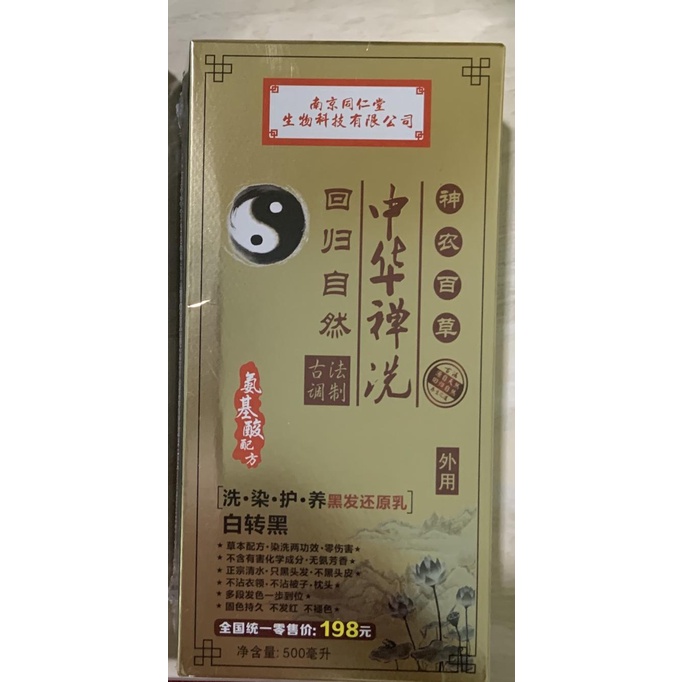 南京同仁堂
生物科技有限公司
神农百草
中华禅洗
回归自然
古法
调制
外用
氨基酸
配方
[洗·染·护·养黑发还原乳]
白转黑
★ 草本配方·染洗两功效·零伤害★
★ 不含有害化学成分·无氨芳香★
★ 正宗清水·只黑头发·不黑头皮★
★ 不沾衣领·不沾被子·枕头★
★ 多段发色一步到位★
★ 固色持久 不发红 不褪色★
全国统一零售价: 198元
净含量: 500毫升